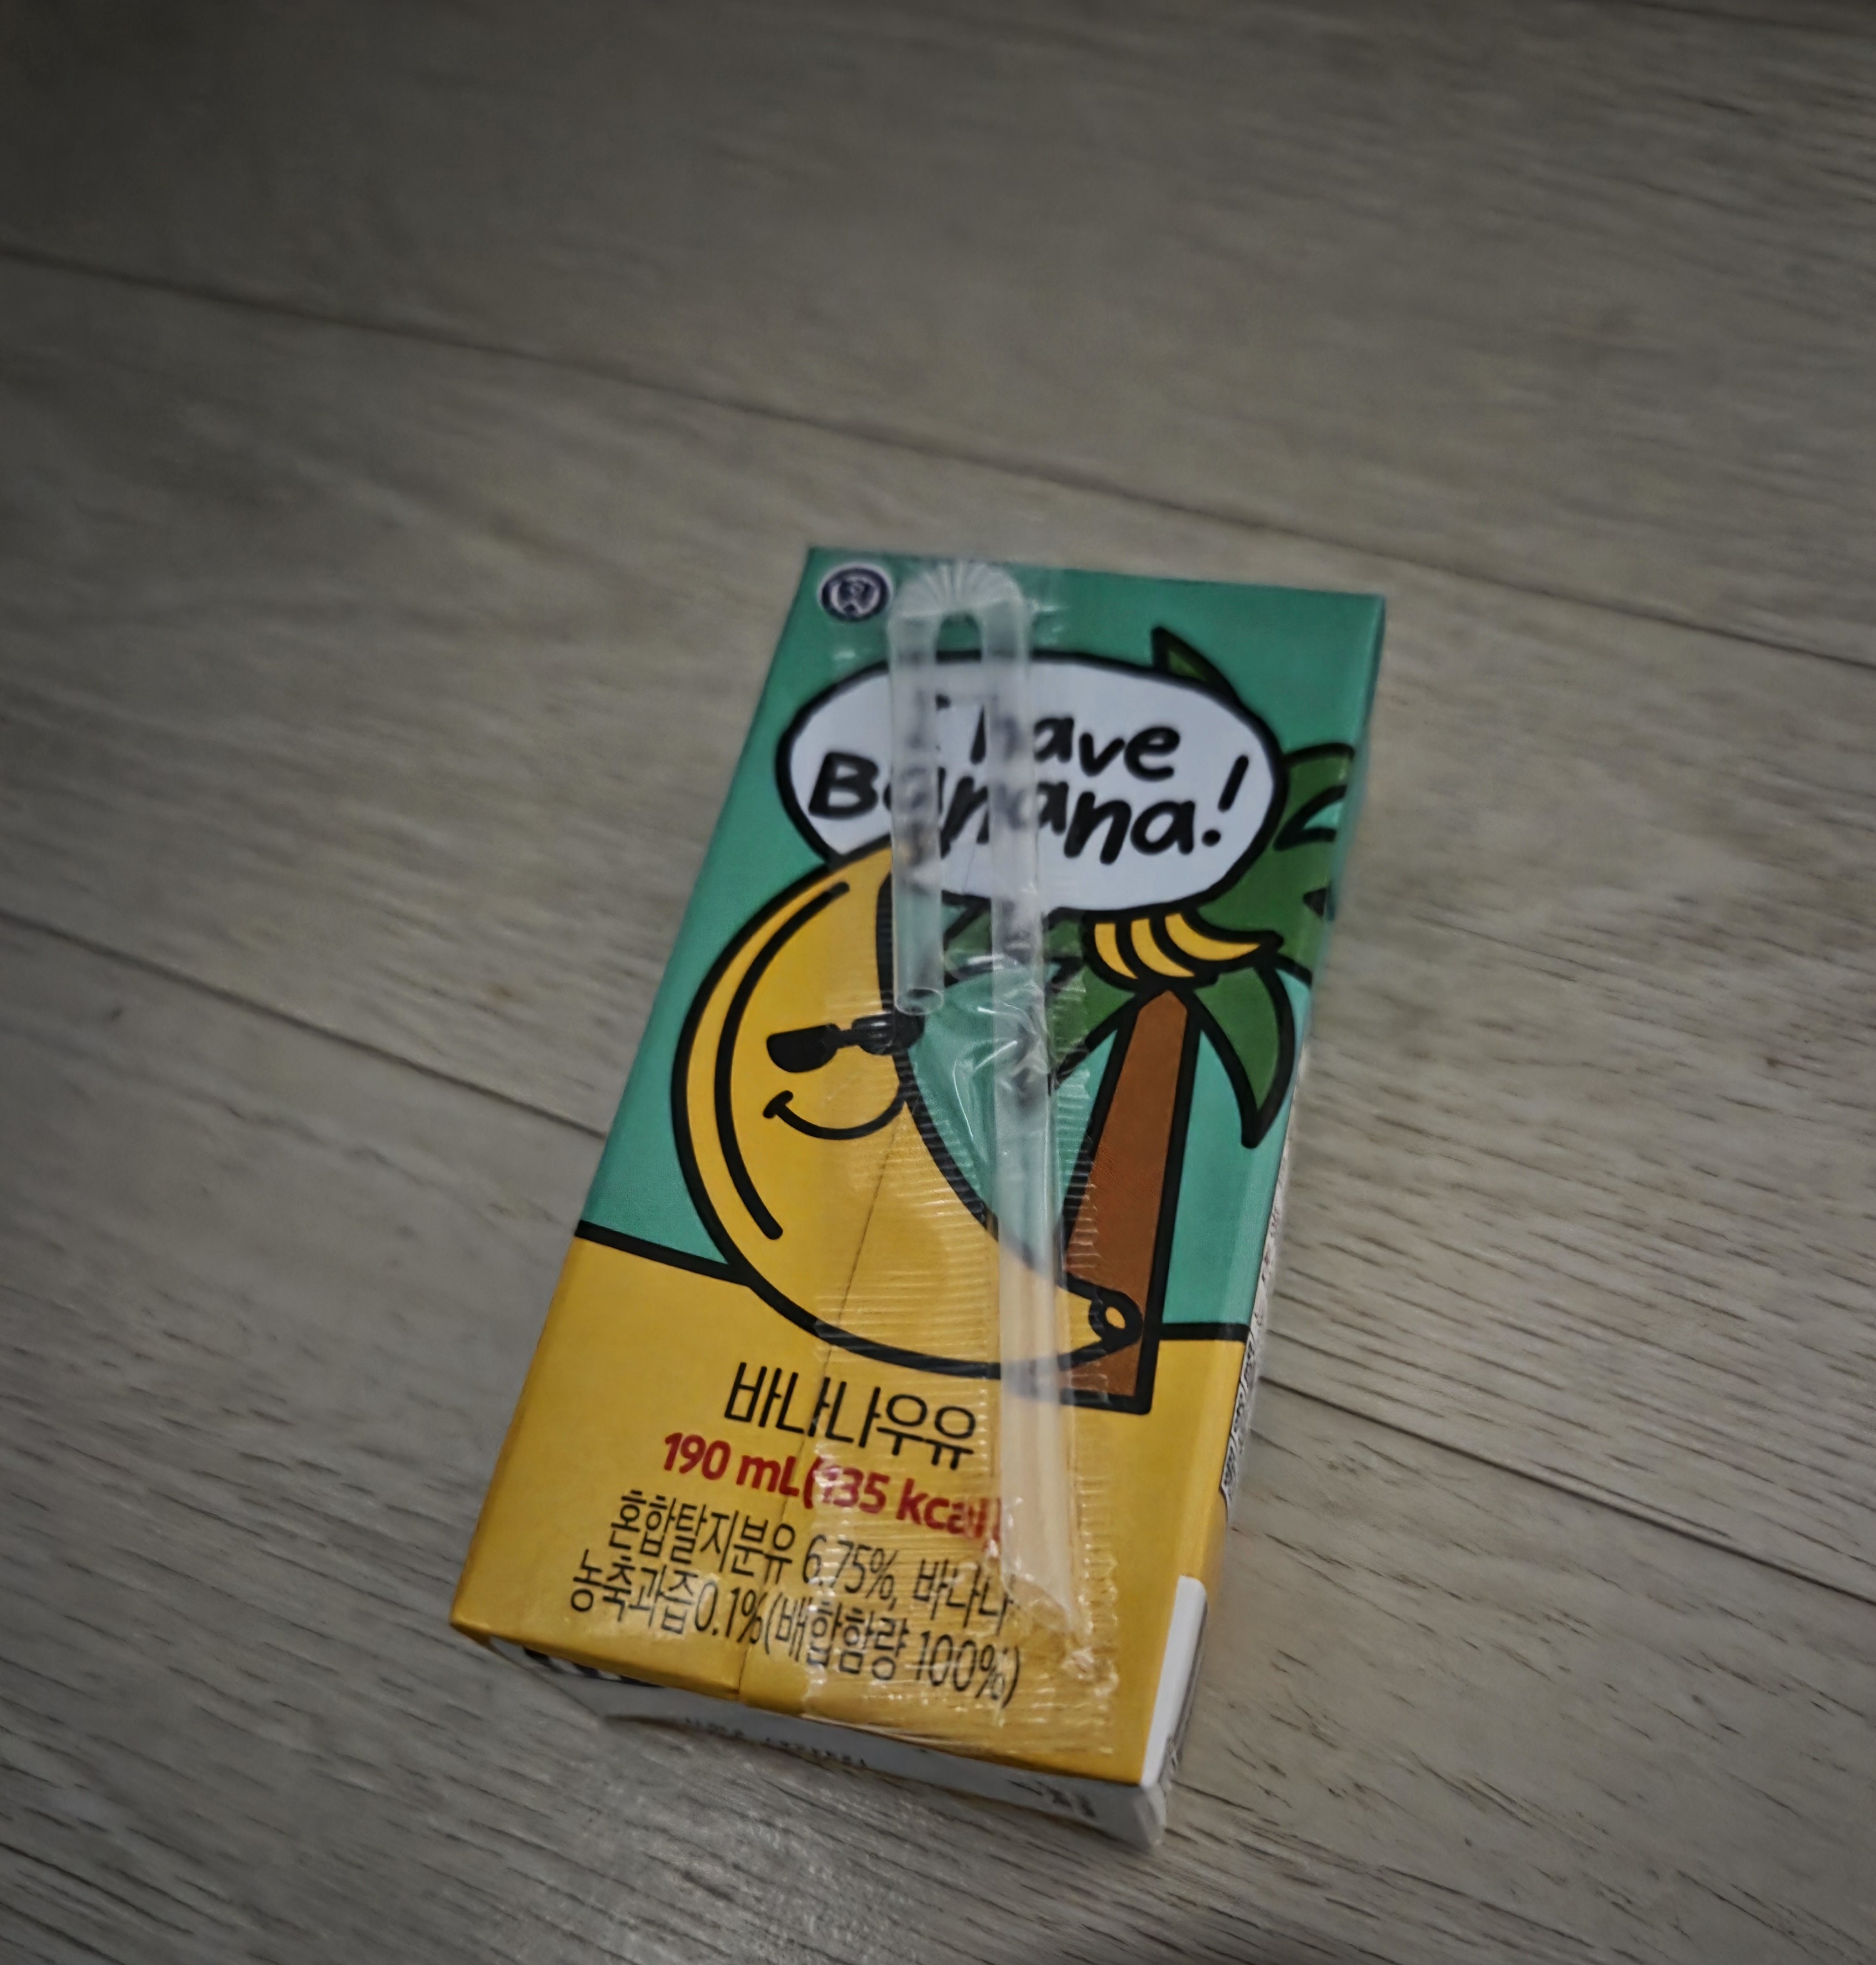 I have
Banana!
바나나우유
190 mL(135 kcal)
혼합탈지분유 6.75%, 바나나
농축과즙0.1%(배합함량 100%)